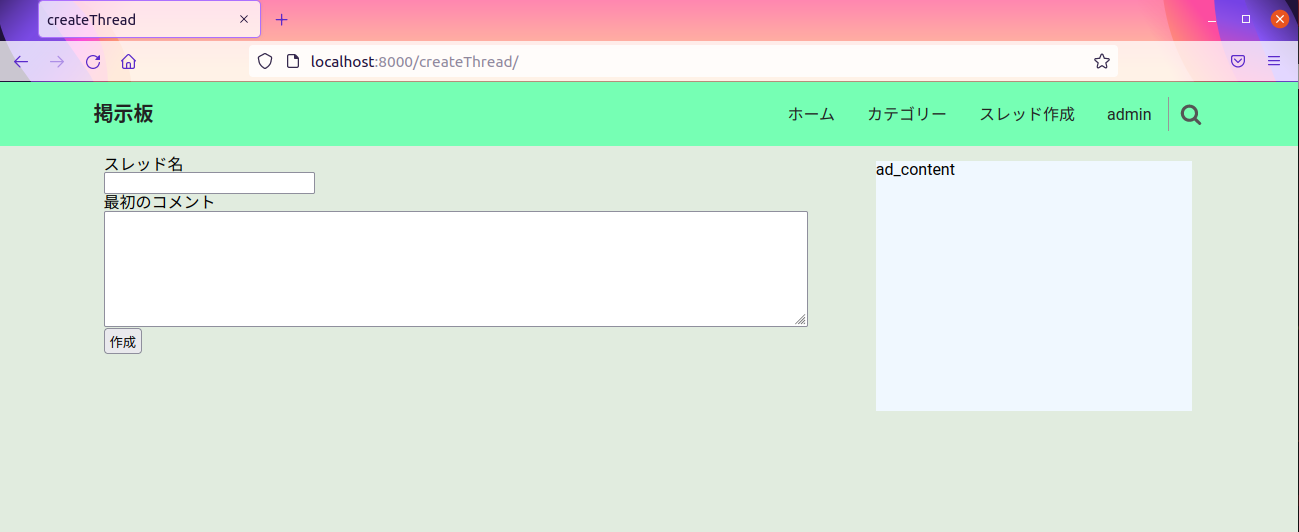 createThread
localhost:8000/createThread/
掲示板 ホーム カテゴリー スレッド作成 admin
スレッド名
ad_content
最初のコメント
作成